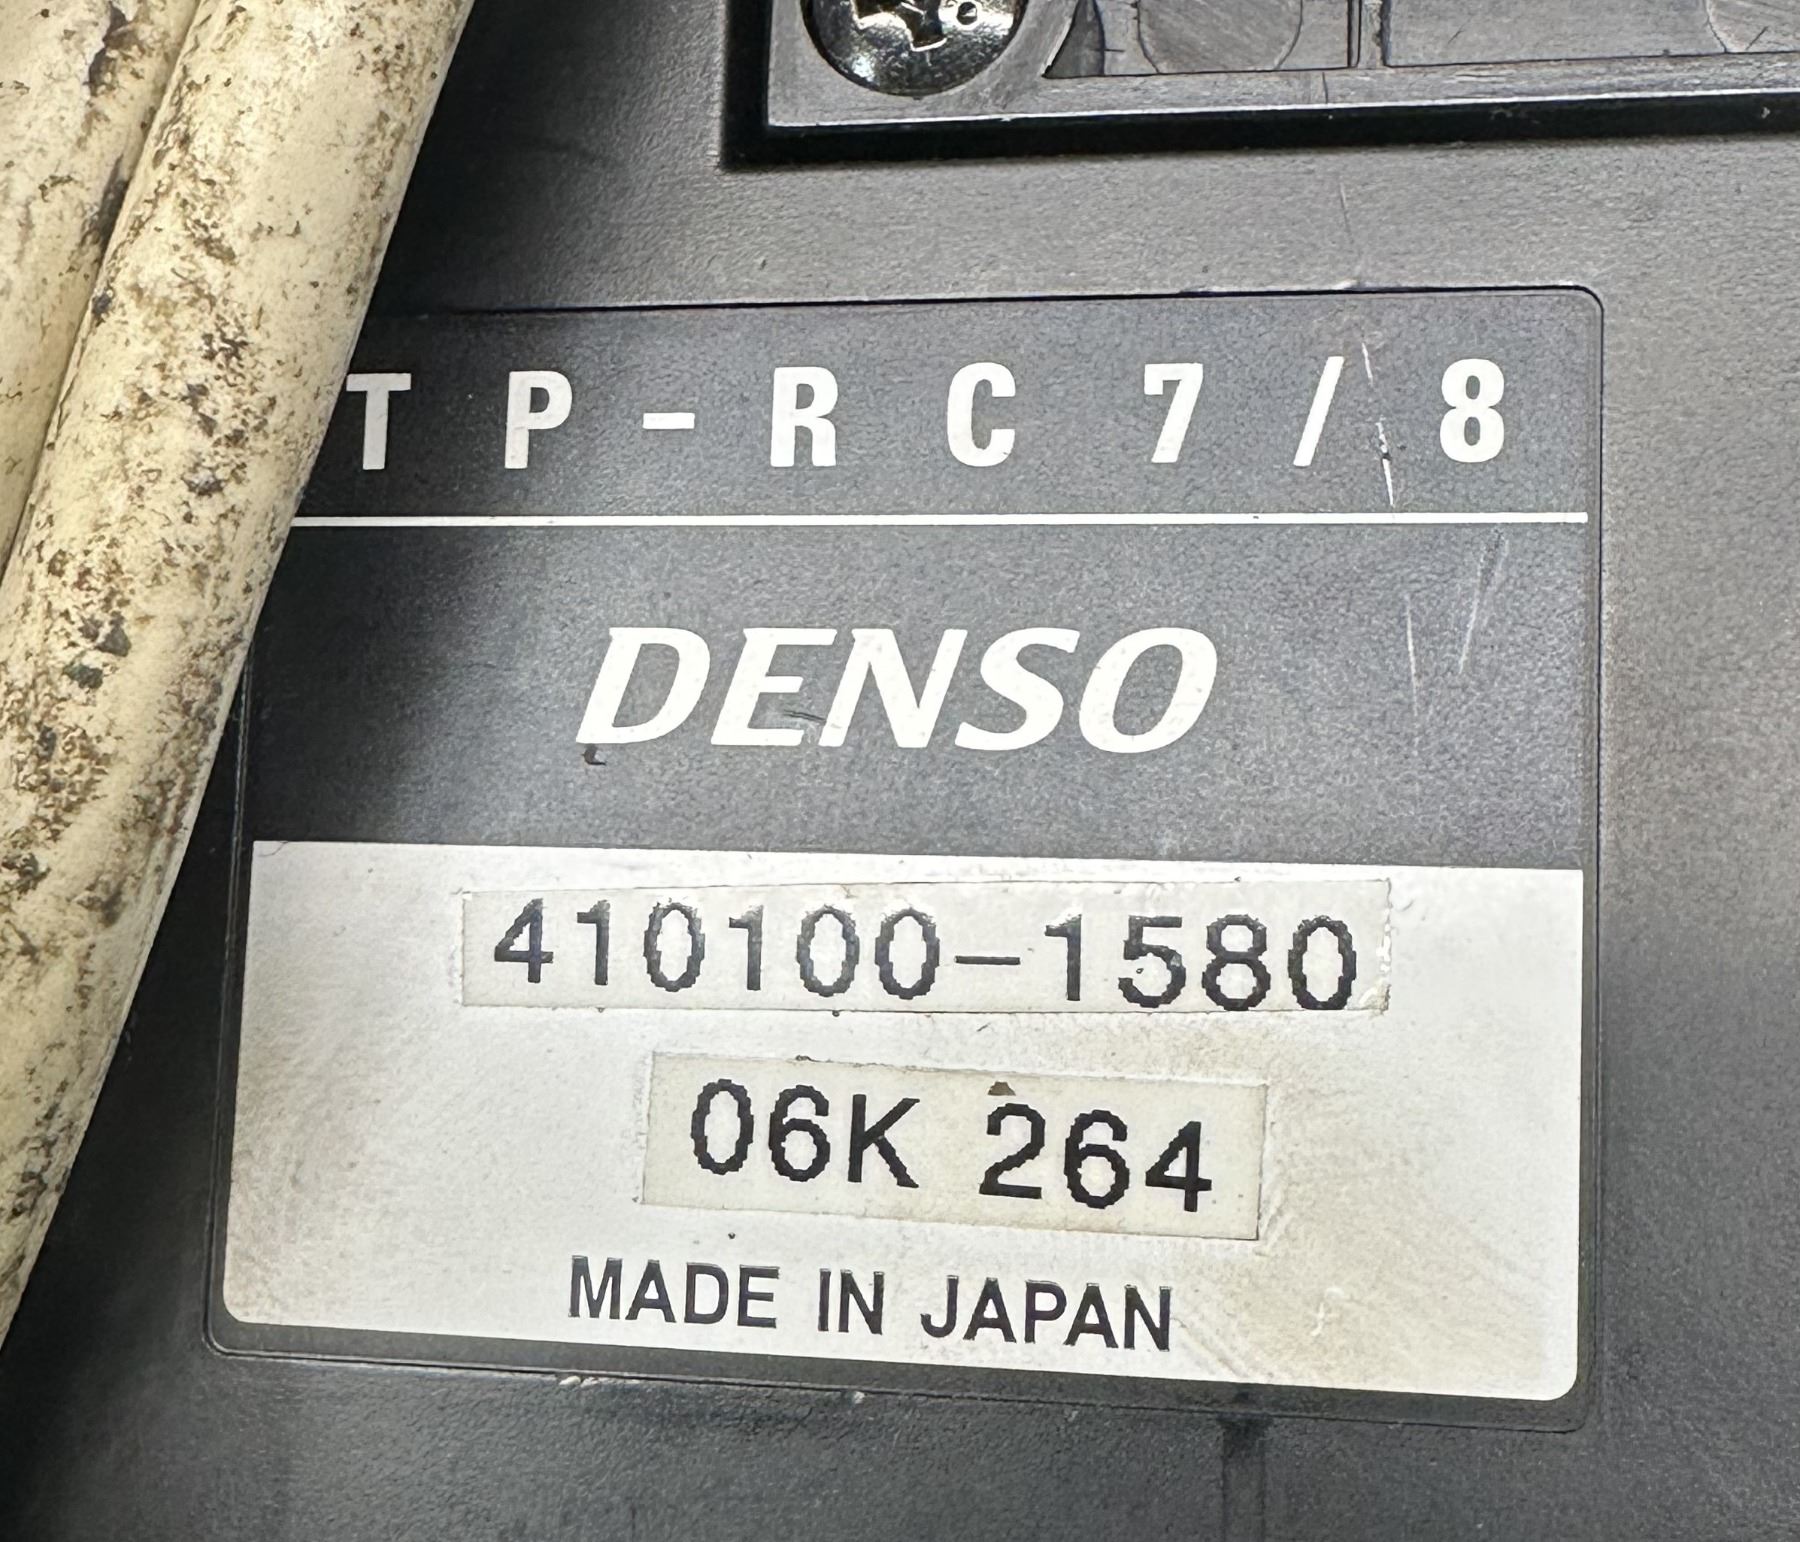 TP-RC7/8
DENSO
410100-1580
06K 264
MADE IN JAPAN